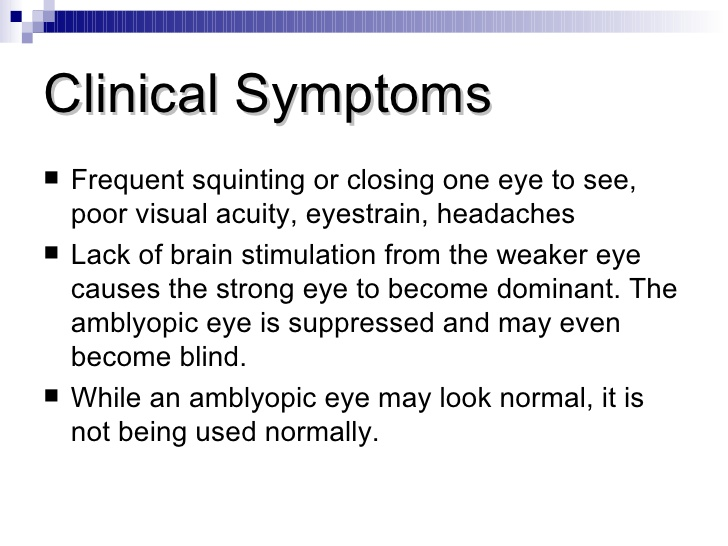 Clinical Symptoms
Frequent squinting or closing one eye to see,
poor visual acuity, eyestrain, headaches
Lack of brain stimulation from the weaker eye
causes the strong eye to become dominant. The
amblyopic eye is suppressed and may even
become blind.
While an amblyopic eye may look normal, it is
not being used normally.